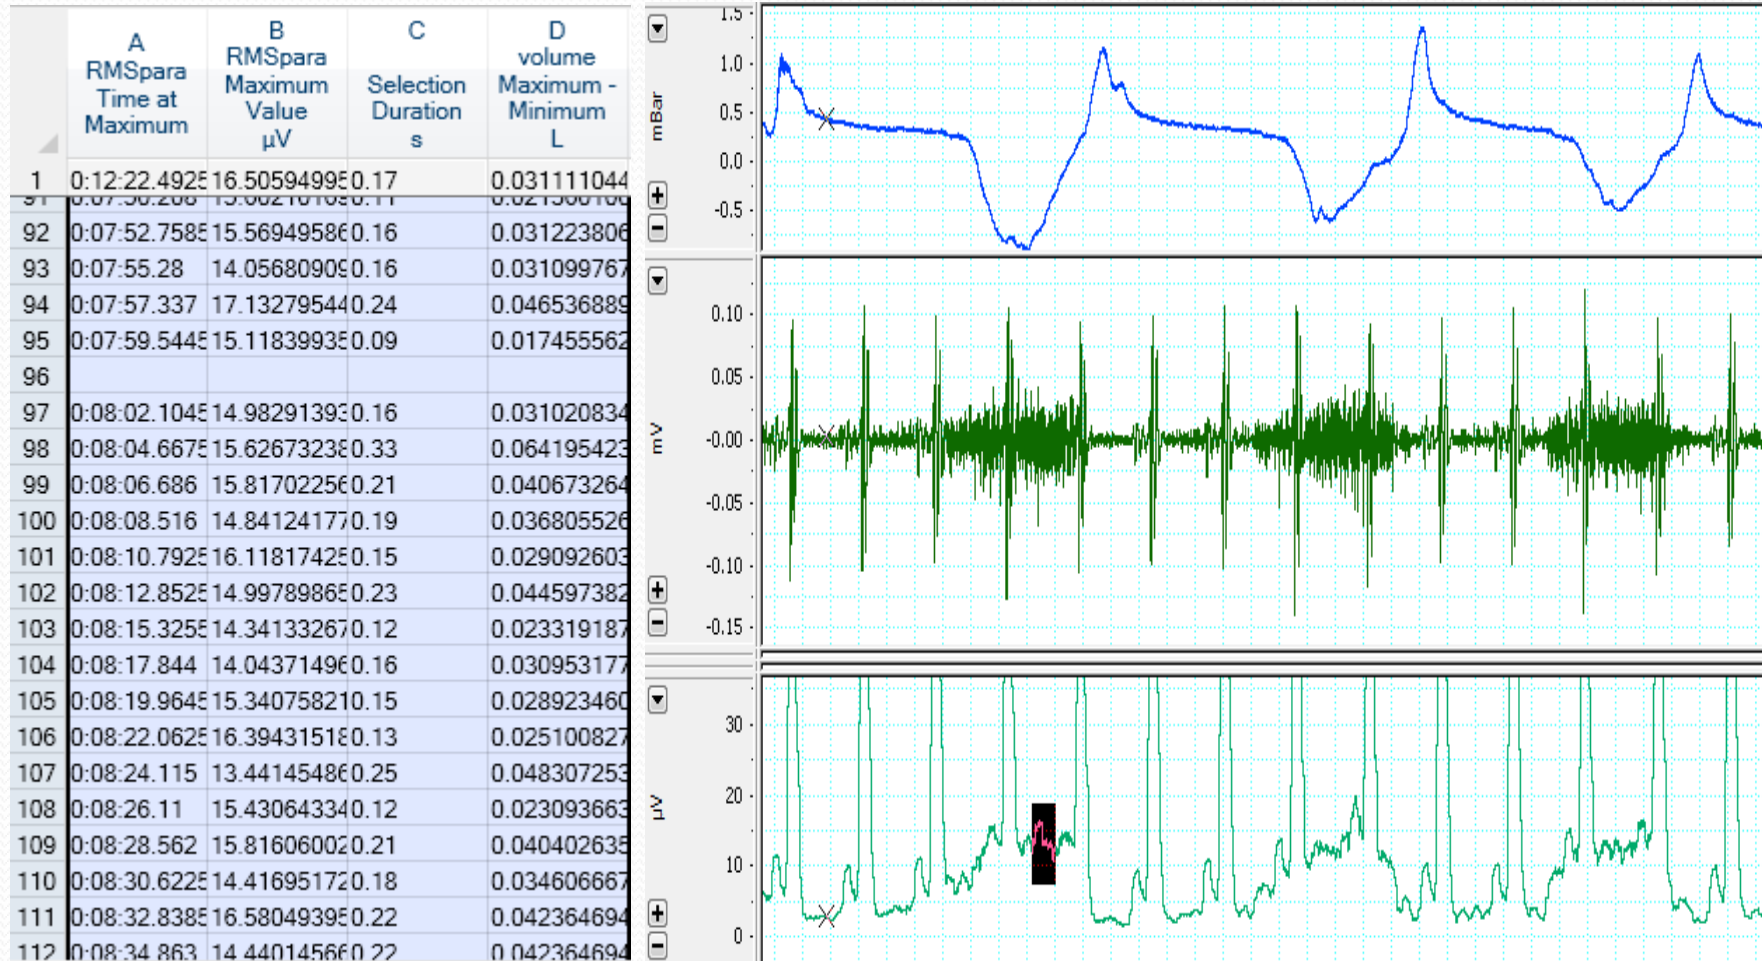 A
RMSpara
Time at
Maximum
B
RMSpara
Maximum
Value
µV
C
Selection
Duration
s
D
volume
Maximum -
Minimum
L
1 0:12:22.4925 16.50594995 0.17 0.031111044
91
92 0:07:52.7585 15.56949586 0.16 0.031223806
93 0:07:55.28 14.05680909 0.16 0.031099767
94 0:07:57.337 17.13279544 0.24 0.046536889
95 0:07:59.5445 15.11839935 0.09 0.017455562
96
97 0:08:02.1045 14.98291393 0.16 0.031020834
98 0:08:04.6675 15.62673238 0.33 0.064195423
99 0:08:06.686 15.81702256 0.21 0.040673264
100 0:08:08.516 14.84124177 0.19 0.036805526
101 0:08:10.7925 16.11817425 0.15 0.029092603
102 0:08:12.8525 14.99789865 0.23 0.044597382
103 0:08:15.3255 14.34133267 0.12 0.023319187
104 0:08:17.844 14.04371496 0.16 0.030953177
105 0:08:19.9645 15.34075821 0.15 0.028923460
106 0:08:22.0625 16.39431518 0.13 0.025100827
107 0:08:24.115 13.44145486 0.25 0.048307253
108 0:08:26.11 15.43064334 0.12 0.023093663
109 0:08:28.562 15.81606002 0.21 0.040402635
110 0:08:30.6225 14.41695172 0.18 0.034606667
111 0:08:32.8385 16.58049395 0.22 0.042364694
112 0:08:34.863 14.44014566 0.22 0.042364694
1.5
1.0
0.5
0.0
-0.5
mBar
0.10
0.05
-0.00
-0.05
-0.10
-0.15
mV
30
20
10
0
µV